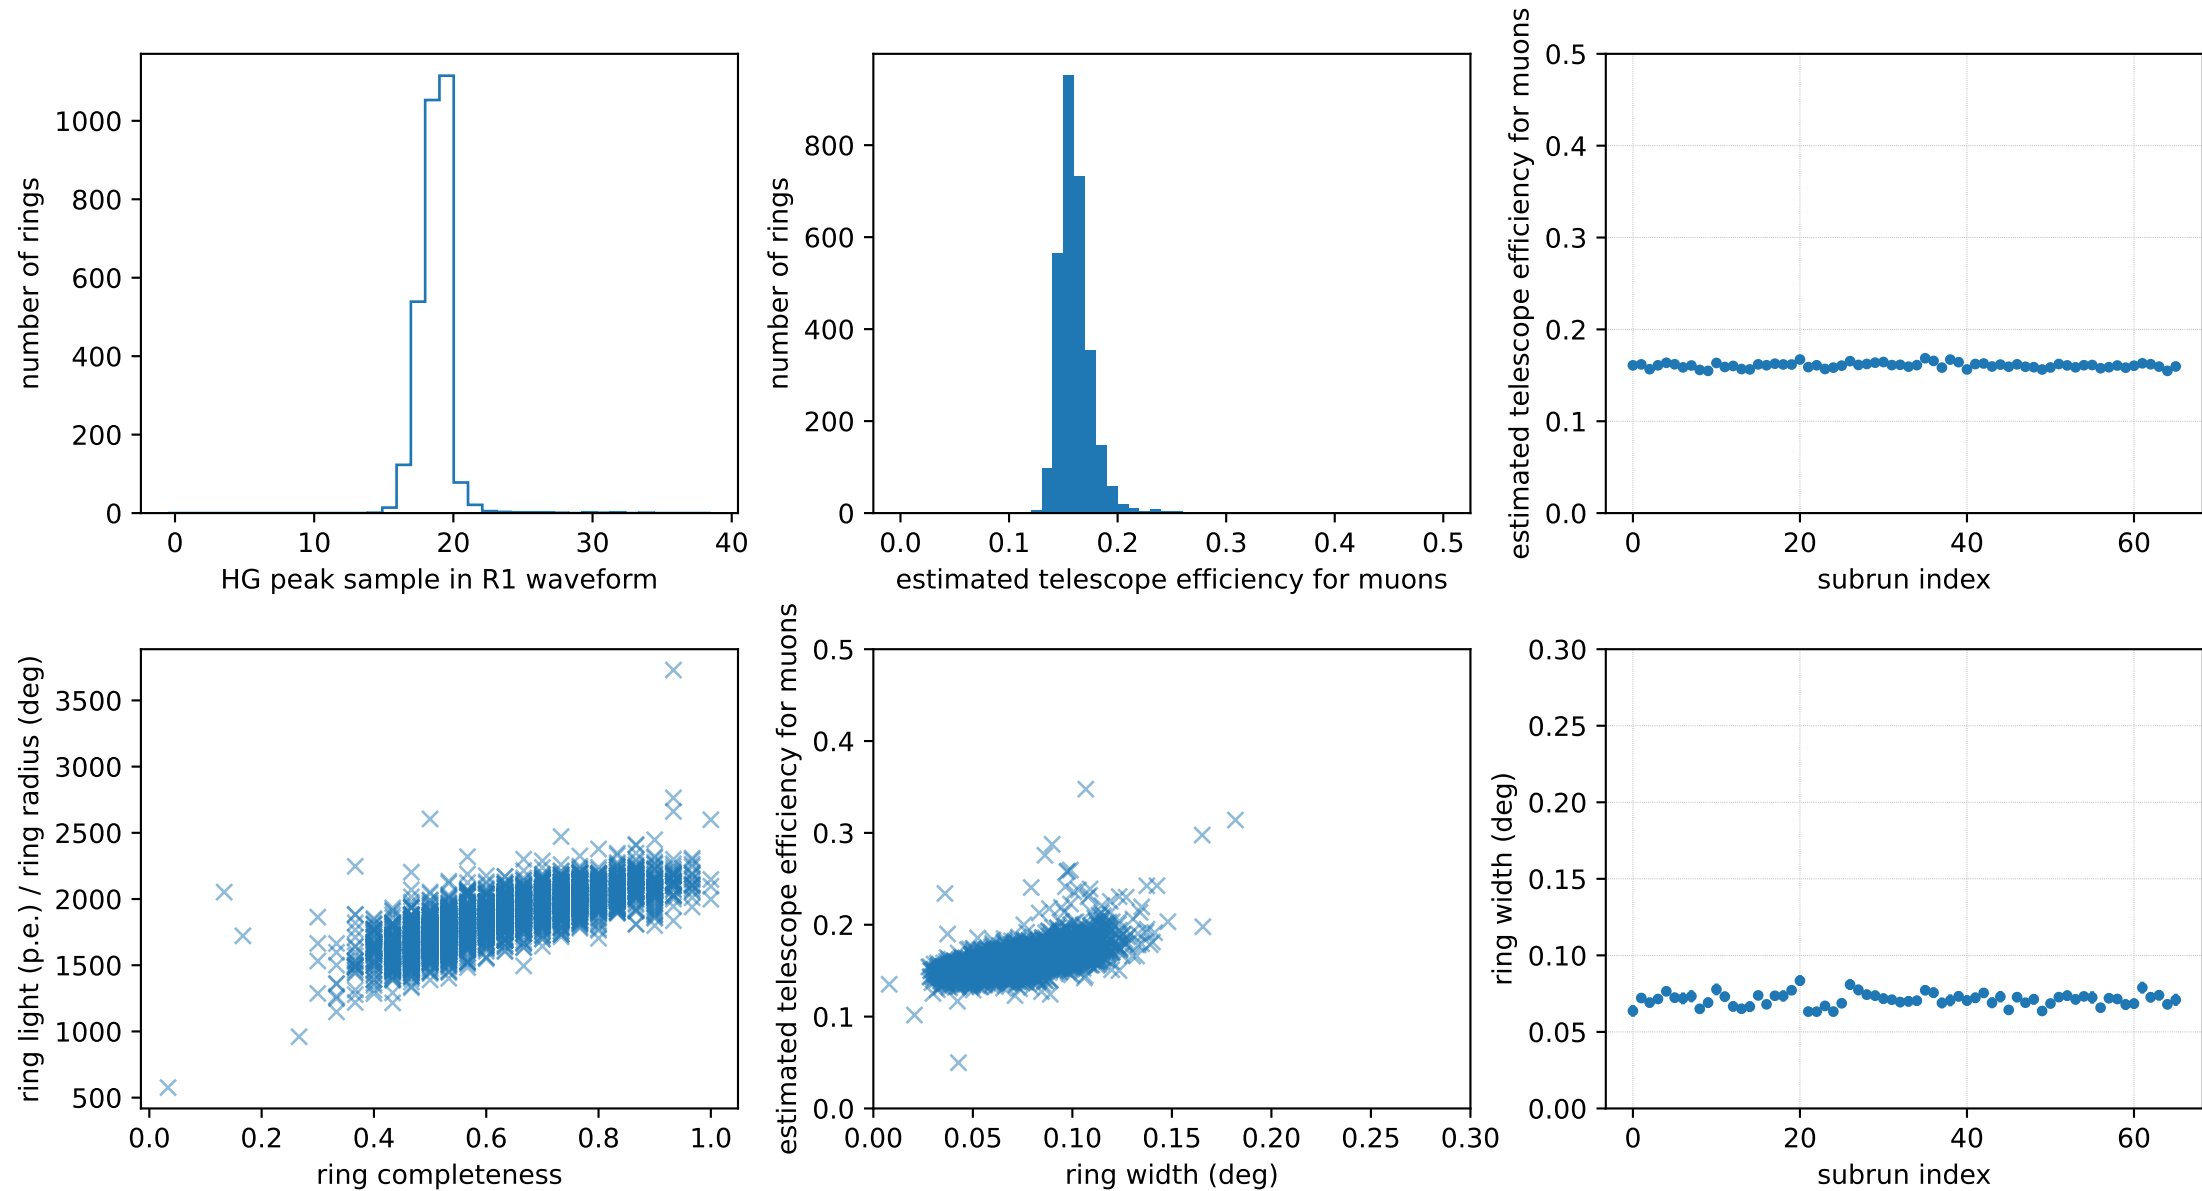 number of rings
1000
800
600
400
200
0
0 10 20 30 40
HG peak sample in R1 waveform
number of rings
800
600
400
200
0
0.0 0.1 0.2 0.3 0.4 0.5
estimated telescope efficiency for muons
estimated telescope efficiency for muons
0.5
0.4
0.3
0.2
0.1
0.0
0 20 40 60
subrun index
ring light (p.e.) / ring radius (deg)
3500
3000
2500
2000
1500
1000
500
0.0 0.2 0.4 0.6 0.8 1.0
ring completeness
estimated telescope efficiency for muons
0.5
0.4
0.3
0.2
0.1
0.0
0.00 0.05 0.10 0.15 0.20 0.25 0.30
ring width (deg)
ring width (deg)
0.30
0.25
0.20
0.15
0.10
0.05
0.00
0 20 40 60
subrun index